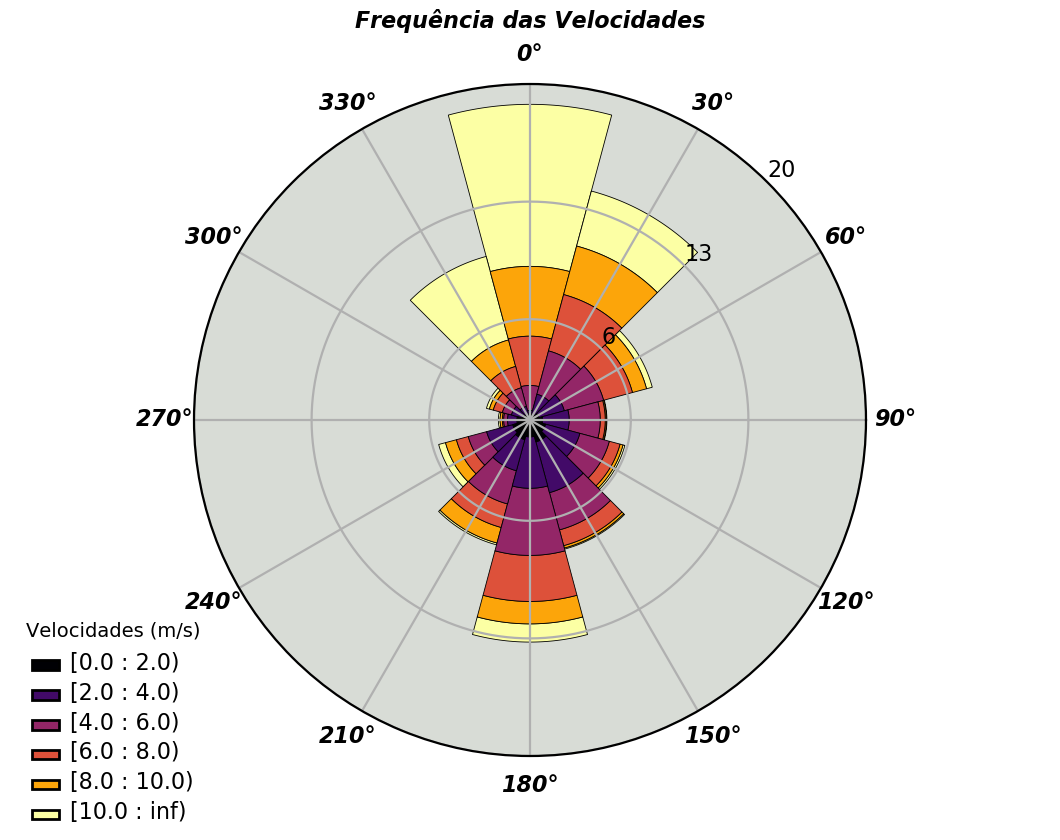 Frequência das Velocidades
0°
330°
30°
20
300°
60°
13
6
270°
90°
240°
120°
210°
150°
180°
Velocidades (m/s)
[0.0 : 2.0)
[2.0 : 4.0)
[4.0 : 6.0)
[6.0 : 8.0)
[8.0 : 10.0)
[10.0 : inf)